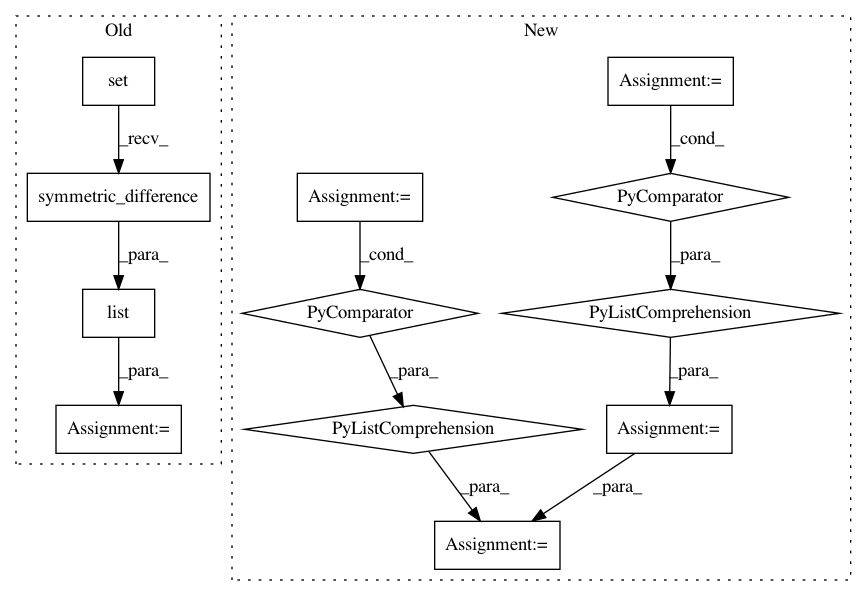 Old
set
_recv_
symmetric_difference
_para_
list
_para_
Assignment:=
New
Assignment:=
_cond_
Assignment:=
PyComparator
_cond_
_para_
PyComparator
PyListComprehension
_para_
_para_
PyListComprehension
Assignment:=
_para_
_para_
Assignment:=